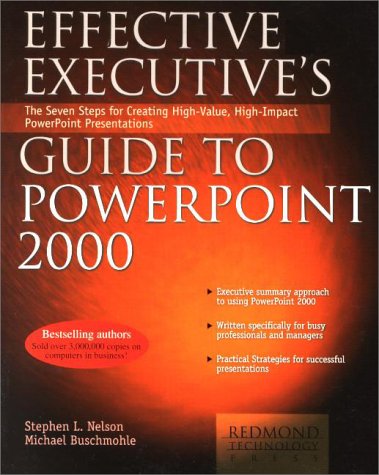 EFFECTIVE
EXECUTIVE'S
The Seven Steps for Creating High-Value, High-Impact
PowerPoint Presentations
GUIDE TO
POWERPOINT
2000
Executive summary approach
to using PowerPoint 2000
Written specifically for busy
professionals and managers
Practical Strategies for successful
presentations
Bestselling authors
Sold over 3,000,000 copies on
computers in business!
Stephen L. Nelson
Michael Buschmohle
REDMOND
TECHNOLOGY
PRESS